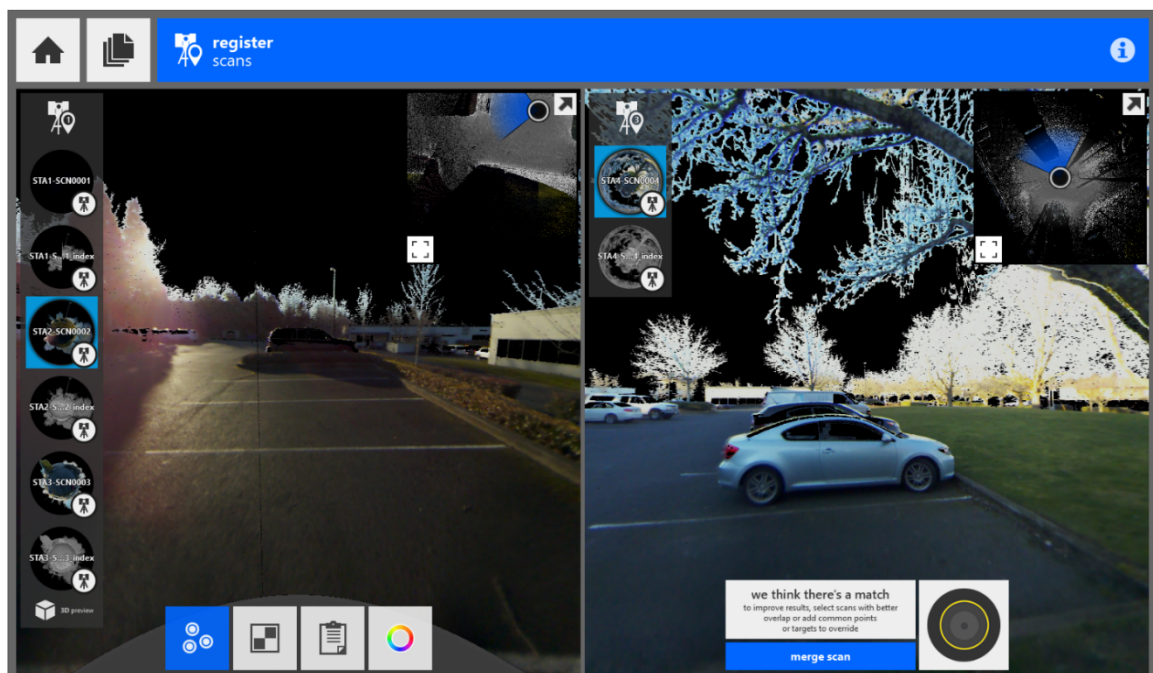 register
scans
1
STA1-SCN0001
STA1-S...1_index
STA2-SCN0002
STA2-S...2_index
STA3-SCN0003
STA3-S...3_index
3D preview
3
STA4-SCN0004
STA4-S...4_index
we think there's a match
to improve results, select scans with better
overlap or add common points
or targets to override
merge scan